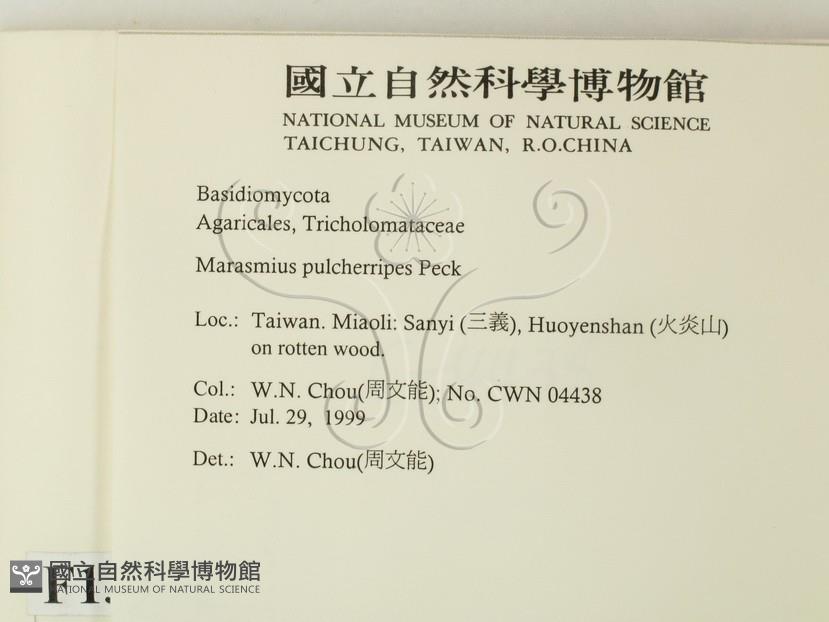 國立自然科學博物館
NATIONAL MUSEUM OF NATURAL SCIENCE
TAICHUNG, TAIWAN, R.O.CHINA
Basidiomycota
Agaricales, Tricholomataceae
Marasmius pulcherripes Peck
Loc.: Taiwan. Miaoli: Sanyi (三義), Huoyenshan (火炎山)
on rotten wood.
Col.: W.N. Chou(周文能); No. CWN 04438
Date: Jul. 29, 1999
Det.: W.N. Chou(周文能)
國立自然科學博物館
NATIONAL MUSEUM OF NATURAL SCIENCE